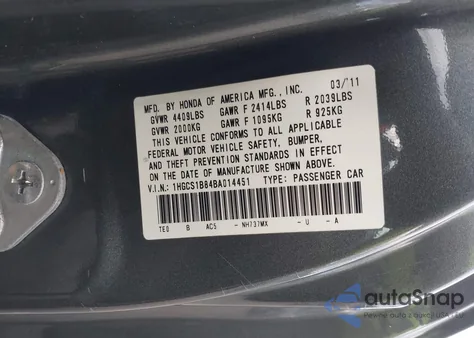 MFD. BY HONDA OF AMERICA MFG., INC. 03/'11
GVWR 4409LBS GAWR F 2414LBS R 2039LBS
GVWR 2000KG GAWR F 1095KG R 925KG
THIS VEHICLE CONFORMS TO ALL APPLICABLE
FEDERAL MOTOR VEHICLE SAFETY, BUMPER,
AND THEFT PREVENTION STANDARDS IN EFFECT
ON THE DATE OF MANUFACTURE SHOWN ABOVE.
V.I.N.: 1HGCS1B84BA014451 TYPE: PASSENGER CAR
TE0 B AC5 - NH737MX - U - A
autoSnap